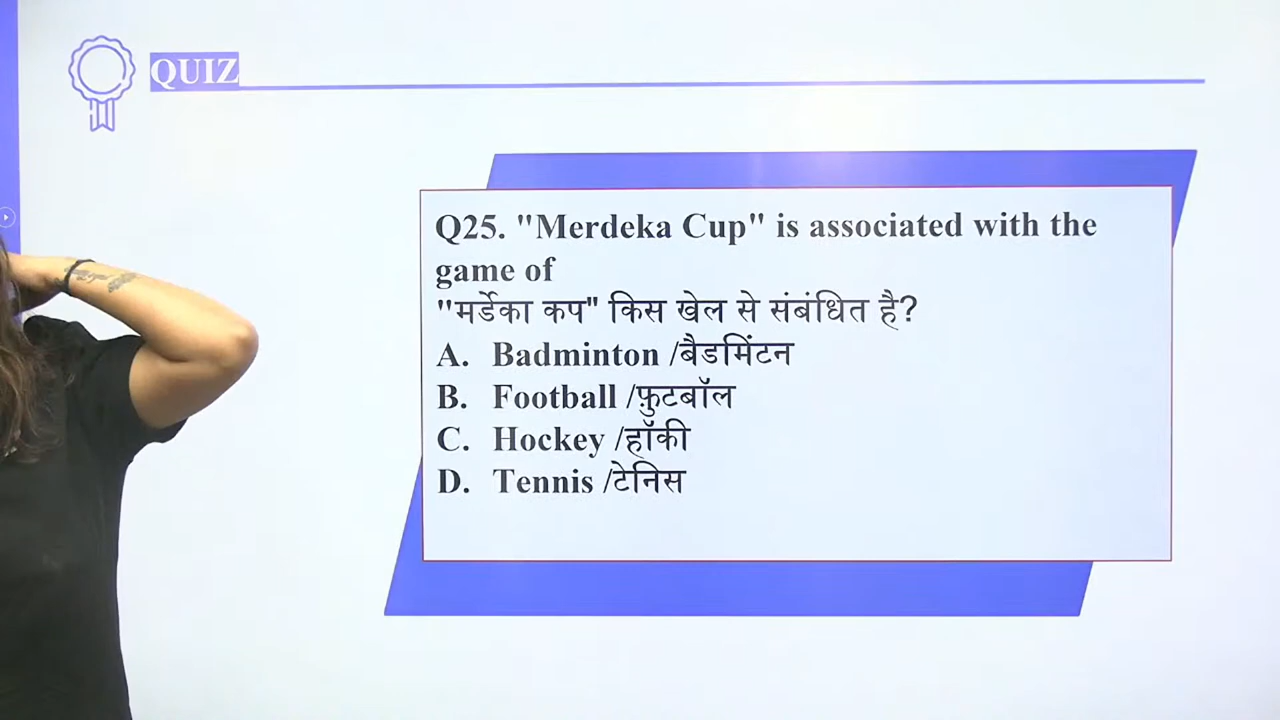 QUIZ
Q25. "Merdeka Cup" is associated with the
game of
"मर्डेका कप" किस खेल से संबंधित है?
A. Badminton /बैडमिंटन
B. Football /फ़ुटबॉल
C. Hockey /हॉकी
D. Tennis /टेनिस